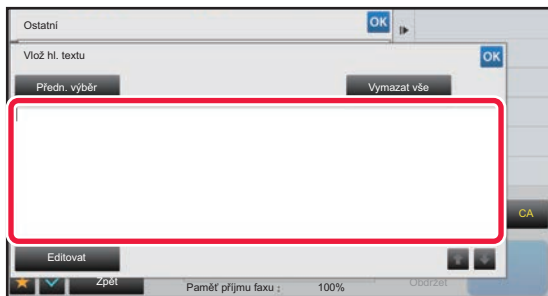 Ostatní OK
Vlož hl. textu OK
Předn. výběr Vymazat vše
CA
Editovat
Zpět Paměť příjmu faxu : 100% Obdržet